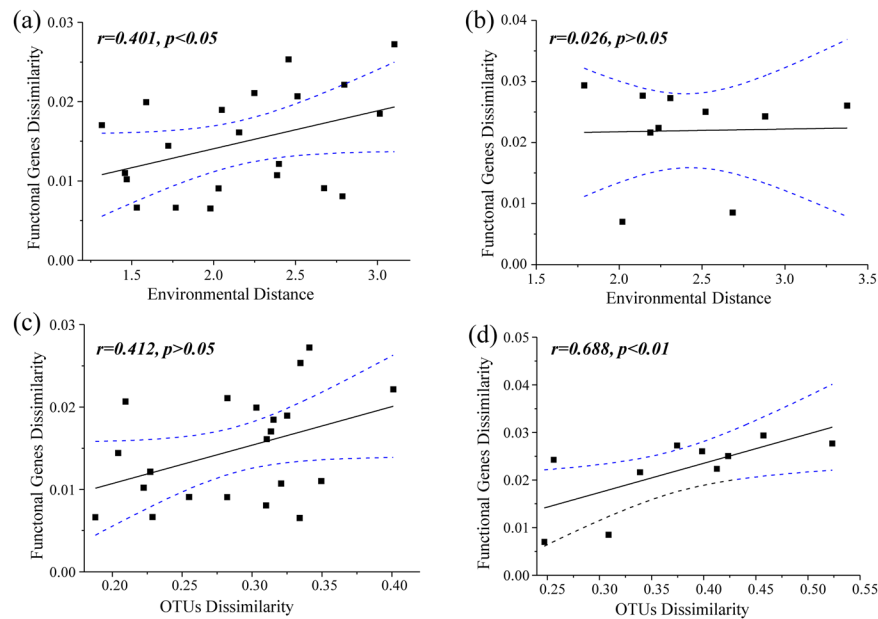 (a)
r=0.401, p<0.05
Functonal Genes Dissimilarity
0.03
0.02
0.01
0.00
1.5 2.0 2.5 3.0
Environmental Distance
(b)
r=0.026, p>0.05
Functonal Genes Dissimilarity
0.04
0.03
0.02
0.01
0.00
1.5 2.0 2.5 3.0 3.5
Environmental Distance
(c)
r=0.412, p>0.05
Functonal Genes Dissimilarity
0.03
0.02
0.01
0.00
0.20 0.25 0.30 0.35 0.40
OTUs Dissimilarity
(d)
r=0.688, p<0.01
Functional Genes Dissimilarity
0.05
0.04
0.03
0.02
0.01
0.00
0.25 0.30 0.35 0.40 0.45 0.50 0.55
OTUs Dissimilarity